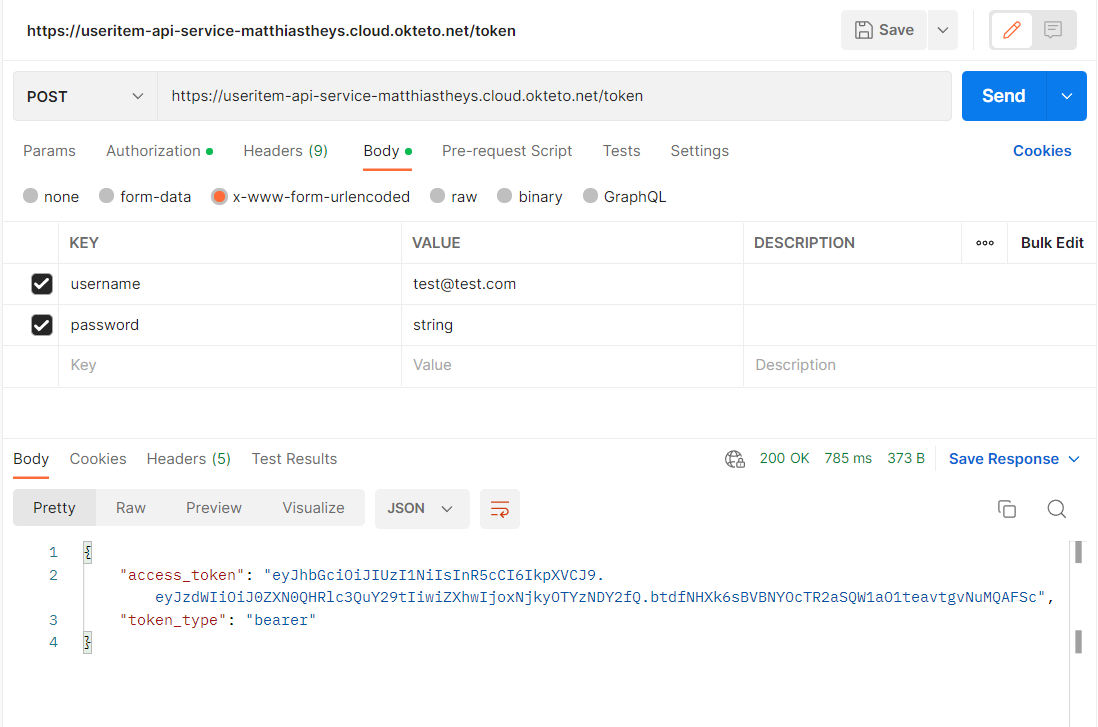 https://useritem-api-service-matthiastheys.cloud.okteto.net/token Save
POST https://useritem-api-service-matthiastheys.cloud.okteto.net/token Send
Params Authorization Headers (9) Body Pre-request Script Tests Settings Cookies
none form-data x-www-form-urlencoded raw binary GraphQL
KEY VALUE DESCRIPTION ooo Bulk Edit
username test@test.com
password string
Key Value Description
Body Cookies Headers (5) Test Results 200 OK 785 ms 373 B Save Response
Pretty Raw Preview Visualize JSON
1 {
2 "access_token": "eyJhbGciOiJIUzI1NiIsInR5cCI6IkpXVCJ9.
eyJzdWIiOiJ0ZXN0QHRlc3QuY29tIiwiZXhwIjoxNjkyOTYzNDY2fQ.btdfNHXk6sBVBNYOcTR2aSQW1aO1teavtgvNuMQAFSc",
3 "token_type": "bearer"
4 }